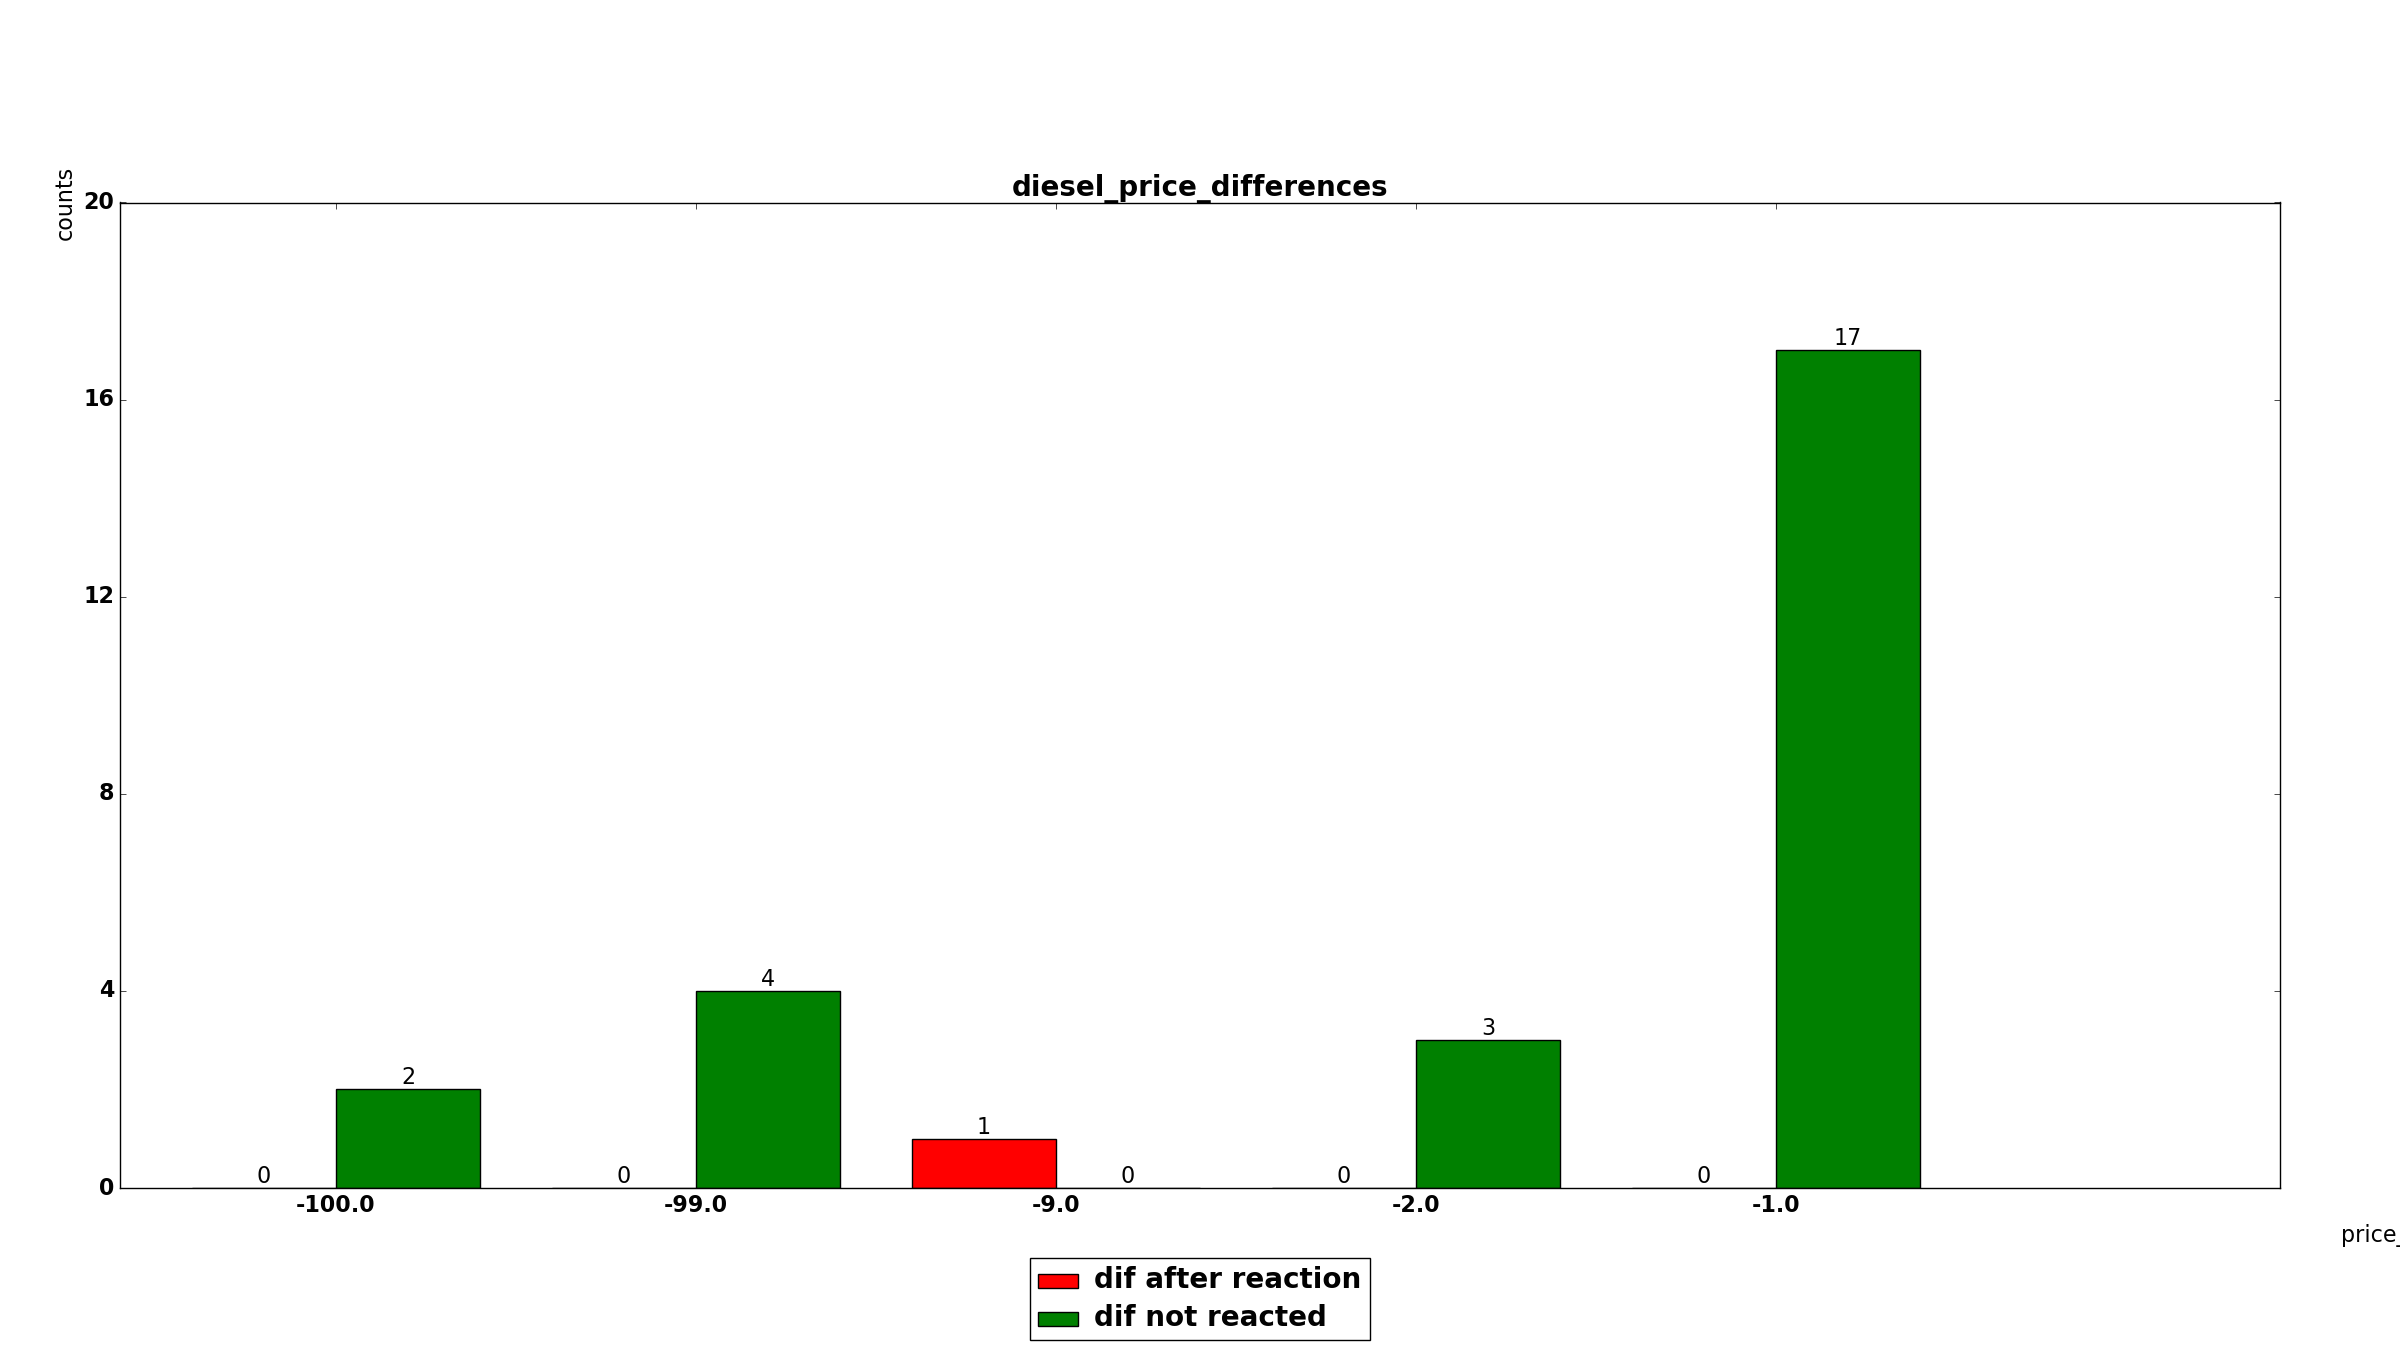 diesel_price_differences
counts
20
16
12
8
4
0
0 2 0 4 1 0 0 3 0 17
-100.0 -99.0 -9.0 -2.0 -1.0
price_
dif after reaction
dif not reacted